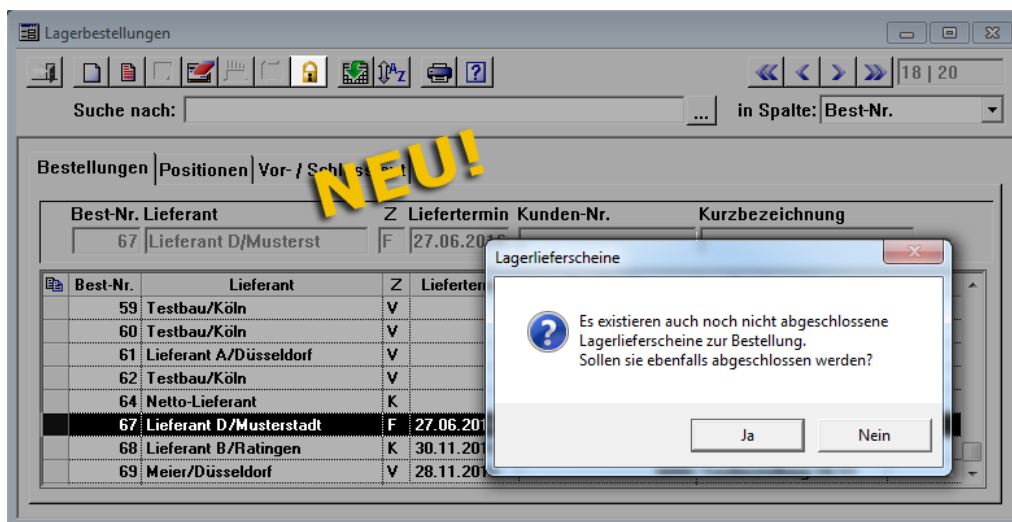 Lagerbestellungen
18 | 20
Suche nach:
...
in Spalte: Best-Nr.
NEU!
Bestellungen Positionen Vor- /
Best-Nr. Lieferant Z Liefertermin Kunden-Nr. Kurzbezeichnung
67 Lieferant D/Musterst F 27.06.2016
Lagerlieferscheine
Es existieren auch noch nicht abgeschlossene
Lagerlieferscheine zur Bestellung.
Sollen sie ebenfalls abgeschlossen werden?
Ja Nein
Best-Nr. Lieferant Z
59 Testbau/Köln V
60 Testbau/Köln V
61 Lieferant A/Düsseldorf V
62 Testbau/Köln V
64 Netto-Lieferant K
67 Lieferant D/Musterstadt F 27.06.201
68 Lieferant B/Ratingen K 30.11.201
69 Meier/Düsseldorf V 28.11.201